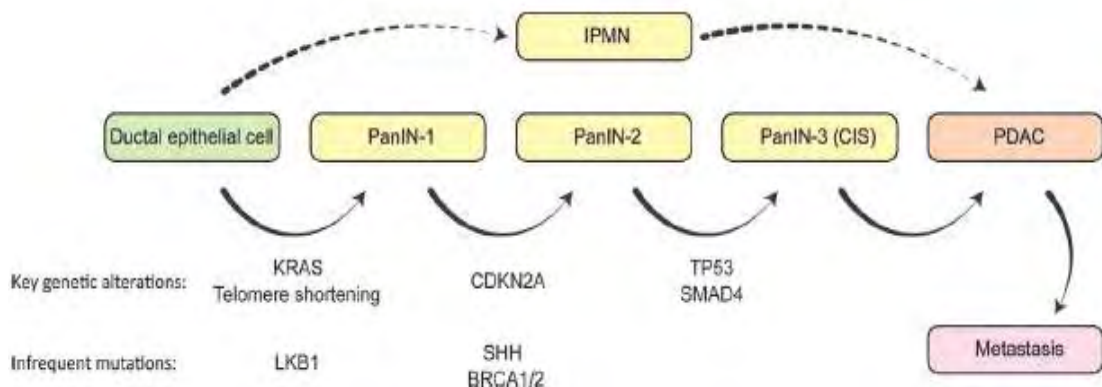 IPMN
Ductal epithelial cell
PanIN-1
PanIN-2
PanIN-3 (CIS)
PDAC
Key genetic alterations:
KRAS
Telomere shortening
CDKN2A
TP53
SMAD4
Infrequent mutations:
LKB1
SHH
BRCA1/2
Metastasis